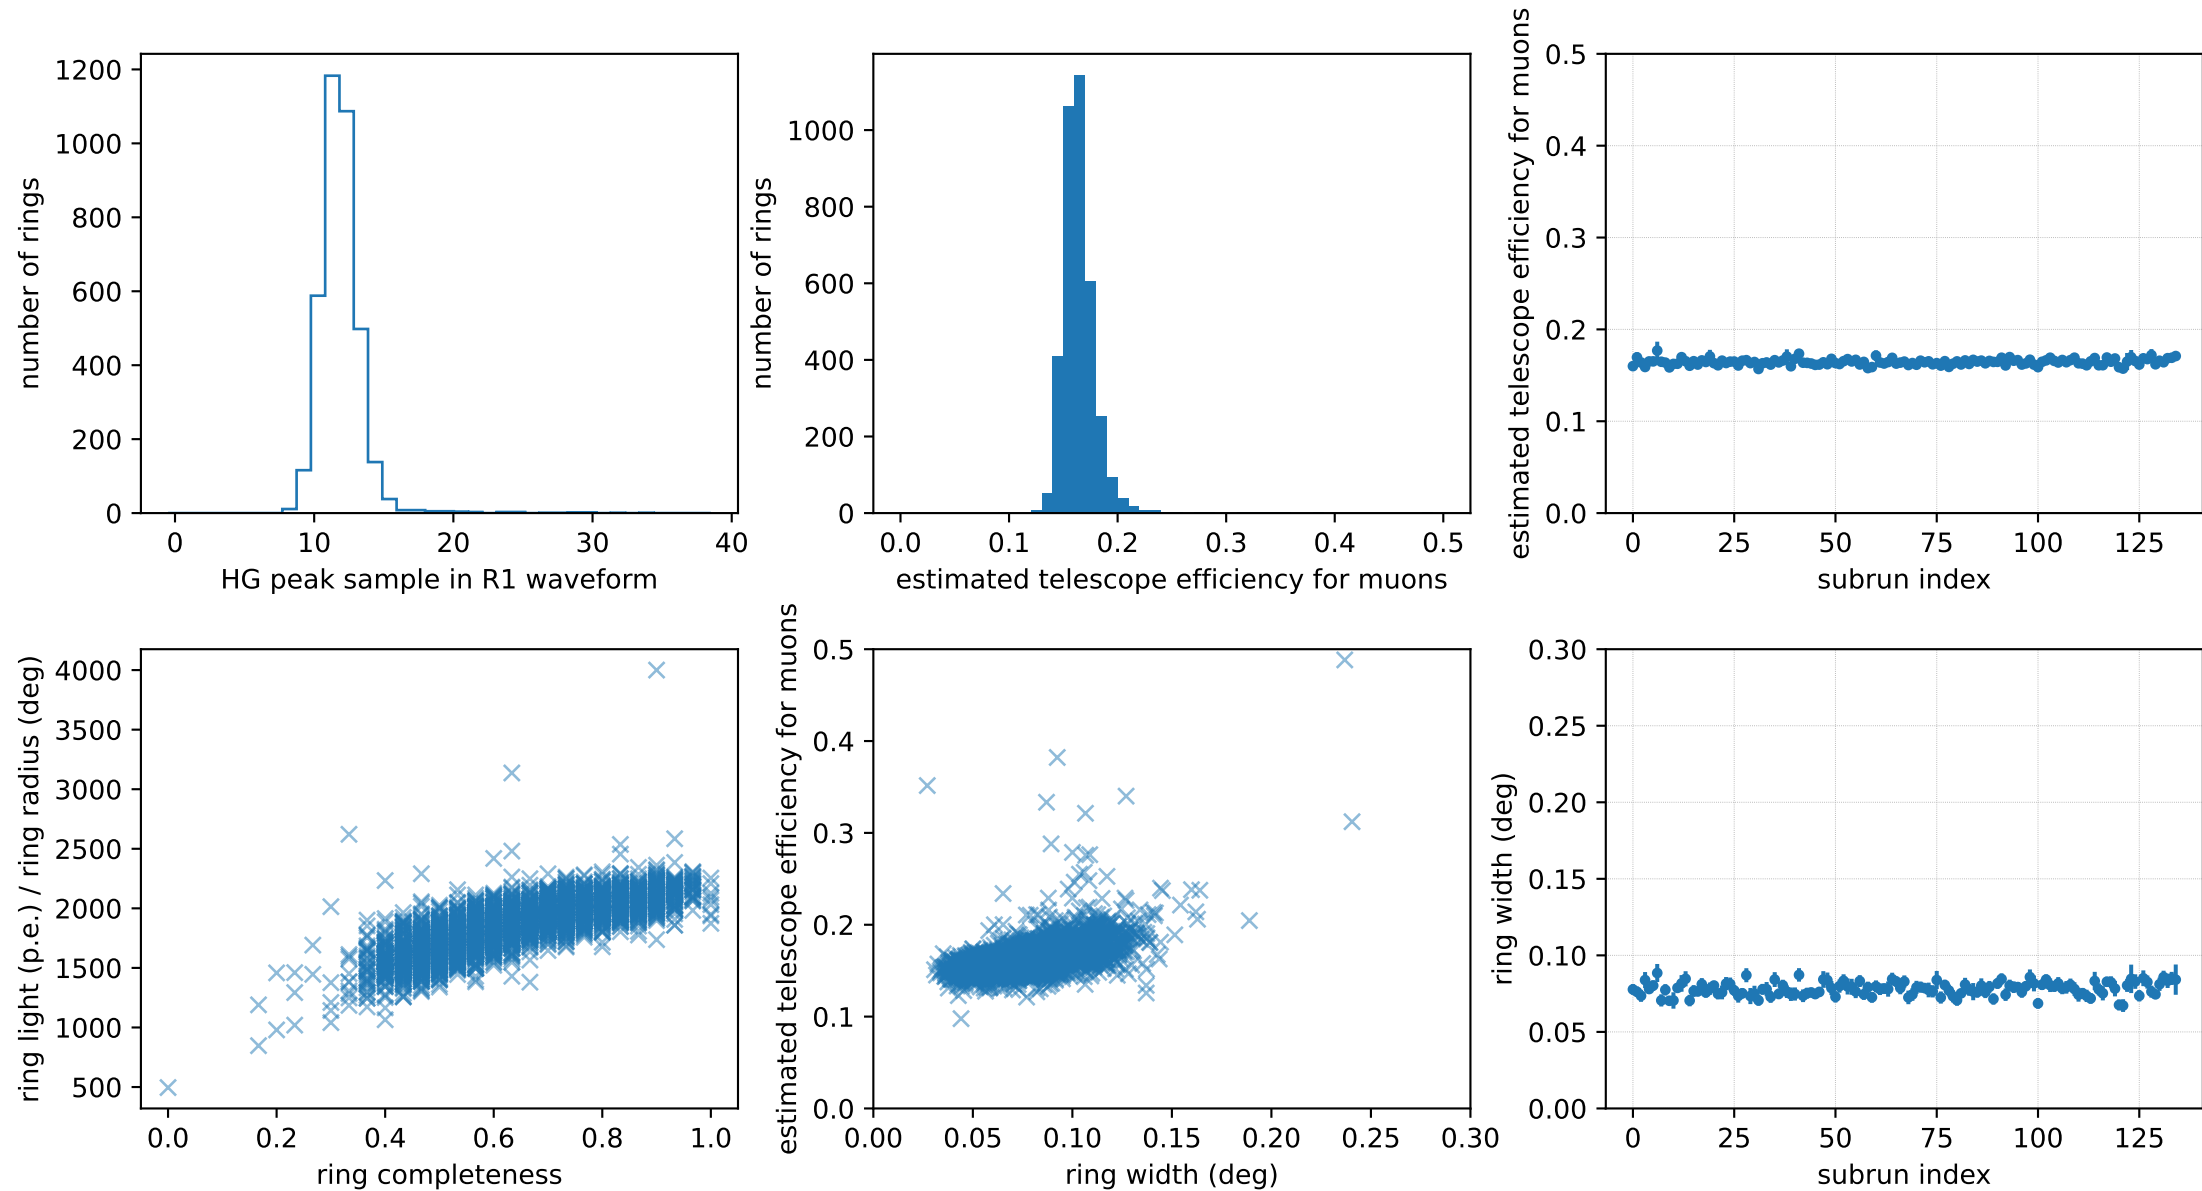 number of rings
1200
1000
800
600
400
200
0
0 10 20 30 40
HG peak sample in R1 waveform
number of rings
1000
800
600
400
200
0
0.0 0.1 0.2 0.3 0.4 0.5
estimated telescope efficiency for muons
estimated telescope efficiency for muons
0.5
0.4
0.3
0.2
0.1
0.0
0 25 50 75 100 125
subrun index
ring light (p.e.) / ring radius (deg)
4000
3500
3000
2500
2000
1500
1000
500
0.0 0.2 0.4 0.6 0.8 1.0
ring completeness
estimated telescope efficiency for muons
0.5
0.4
0.3
0.2
0.1
0.0
0.00 0.05 0.10 0.15 0.20 0.25 0.30
ring width (deg)
ring width (deg)
0.30
0.25
0.20
0.15
0.10
0.05
0.00
0 25 50 75 100 125
subrun index